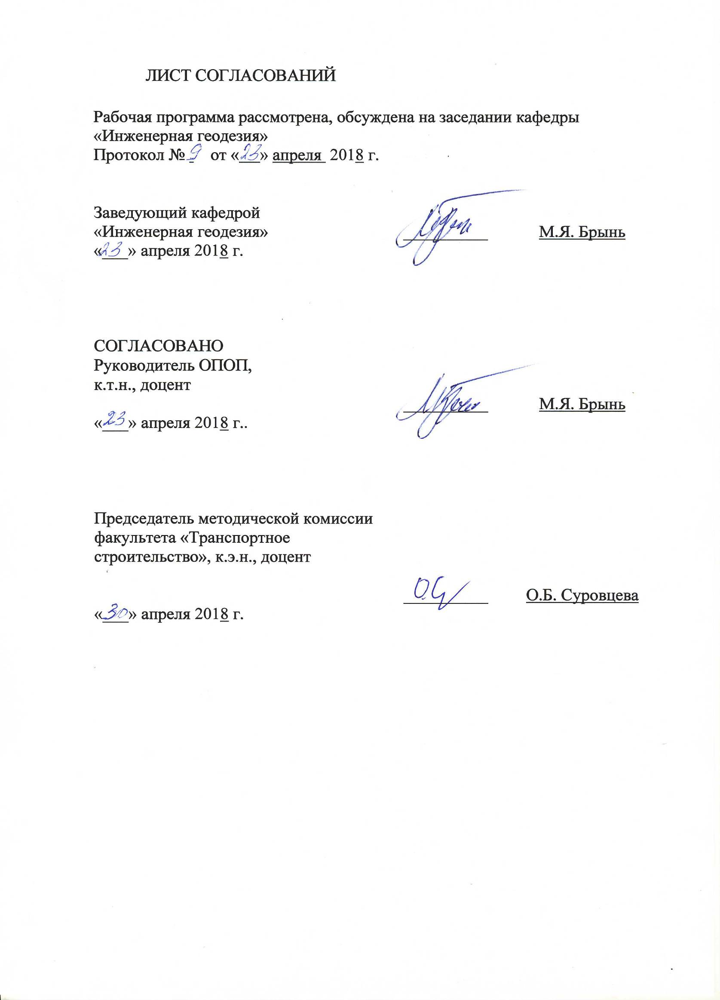 ЛИСТ СОГЛАСОВАНИЙ
Рабочая программа рассмотрена, обсуждена на заседании кафедры
«Инженерная геодезия»
Протокол № 9 от «23» апреля 2018 г.
Заведующий кафедрой
«Инженерная геодезия» М.Я. Брынь
«23» апреля 2018 г.
СОГЛАСОВАНО
Руководитель ОПОП,
к.т.н., доцент
М.Я. Брынь
«23» апреля 2018 г..
Председатель методической комиссии
факультета «Транспортное
строительство», к.э.н., доцент
О.Б. Суровцева
«30» апреля 2018 г.